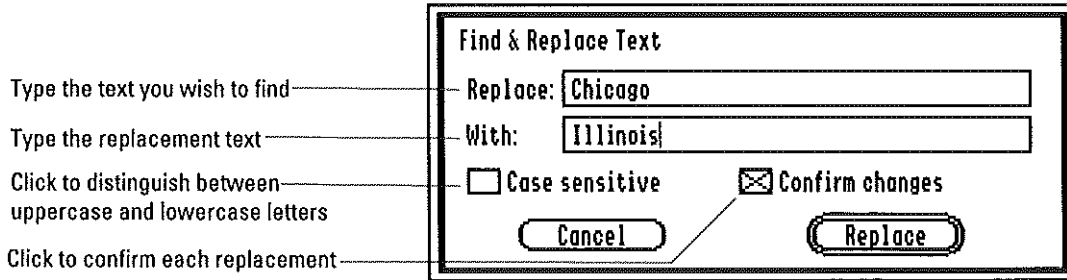 Find & Replace Text
Type the text you wish to find
Replace: Chicago
Type the replacement text
With: Illinois
Click to distinguish between
uppercase and lowercase letters
Case sensitive
Confirm changes
Click to confirm each replacement
Cancel
Replace